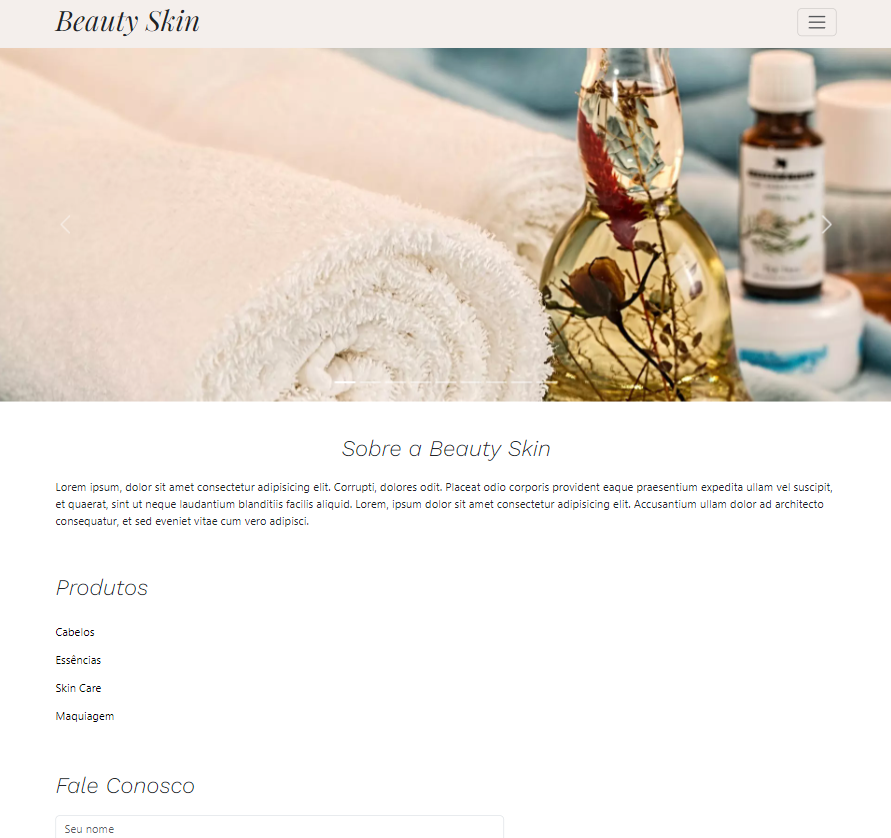 Beauty Skin
Sobre a Beauty Skin
Lorem ipsum, dolor sit amet consectetur adipisicing elit. Corrupti, dolores odit. Placeat odio corporis provident eaque praesentium expedita ullam vel suscipit,
et quaerat, sint ut neque laudantium blanditiis facilis aliquid. Lorem, ipsum dolor sit amet consectetur adipisicing elit. Accusantium ullam dolor ad architecto
consequatur, et sed eveniet vitae cum vero adipisci.
Produtos
Cabelos
Essências
Skin Care
Maquiagem
Fale Conosco
Seu nome